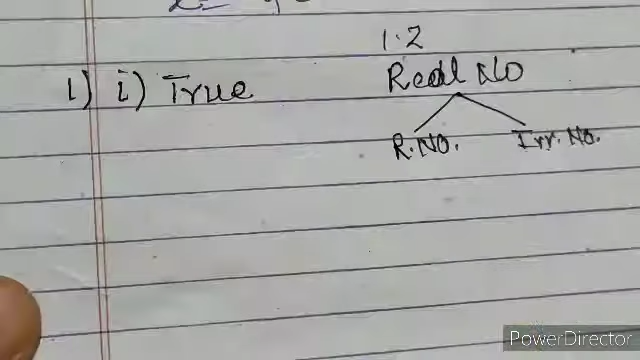 1.2
1) i) True
Real No
R.No.
Irr. No.
PowerDirector